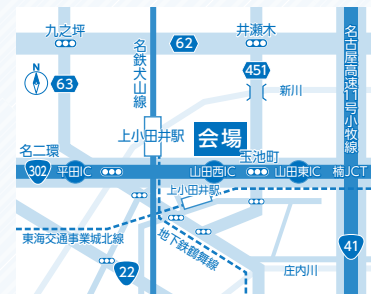 九之坪
井瀬木
62
名鉄犬山線
名古屋高速11号小牧線
N
63
451
新川
上小田井駅
会場
玉池町
名二環
302
平田IC
山田西IC
山田東IC
楠JCT
上小田井駅
東海交通事業城北線
地下鉄鶴舞線
22
41
庄内川